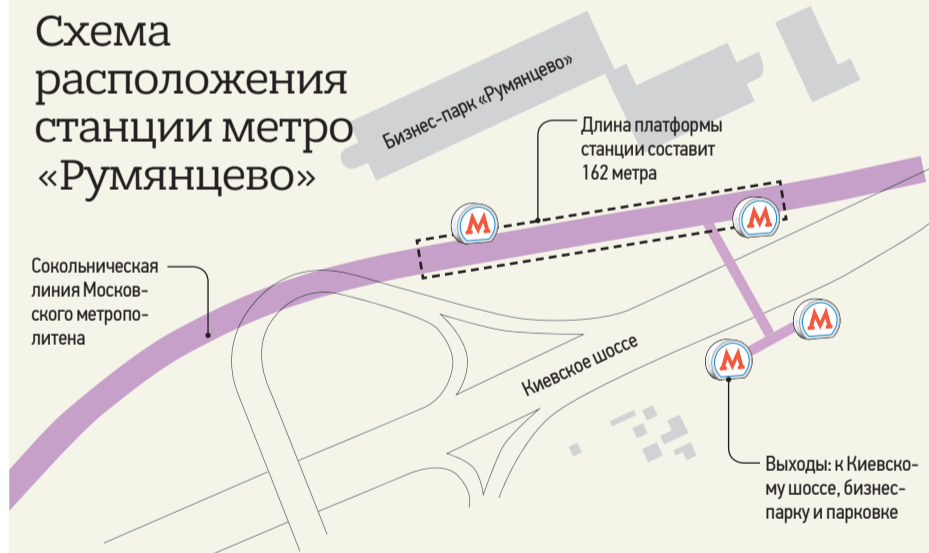 Схема
расположения
станции метро
«Румянцево»
Бизнес-парк «Румянцево»
Длина платформы
станции составит
162 метра
М
М
Сокольническая
линия Москов-
ского метропо-
литена
М
М
Киевское шоссе
Выходы: к Киевско-
му шоссе, бизнес-
парку и парковке